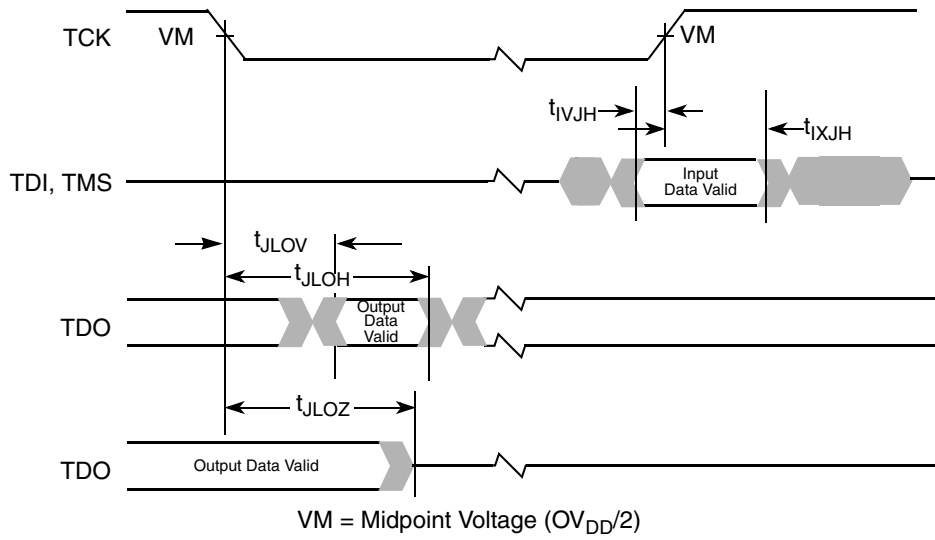 TCK
VM
VM
tIVJH
tIXJH
TDI, TMS
Input
Data Valid
tJLOV
tJLOH
TDO
Output
Data
Valid
tJLOZ
TDO
Output Data Valid
VM = Midpoint Voltage (OVDD/2)